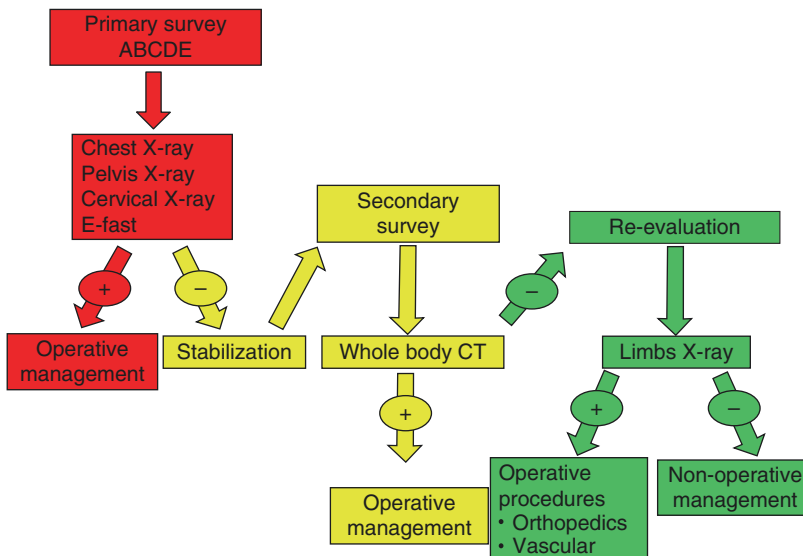 Primary survey
ABCDE
Chest X-ray
Pelvis X-ray
Cervical X-ray
E-fast
+
−
Operative
management
Stabilization
Secondary
survey
Whole body CT
+
Operative
management
−
Re-evaluation
Limbs X-ray
+
−
Operative
procedures
• Orthopedics
• Vascular
Non-operative
management